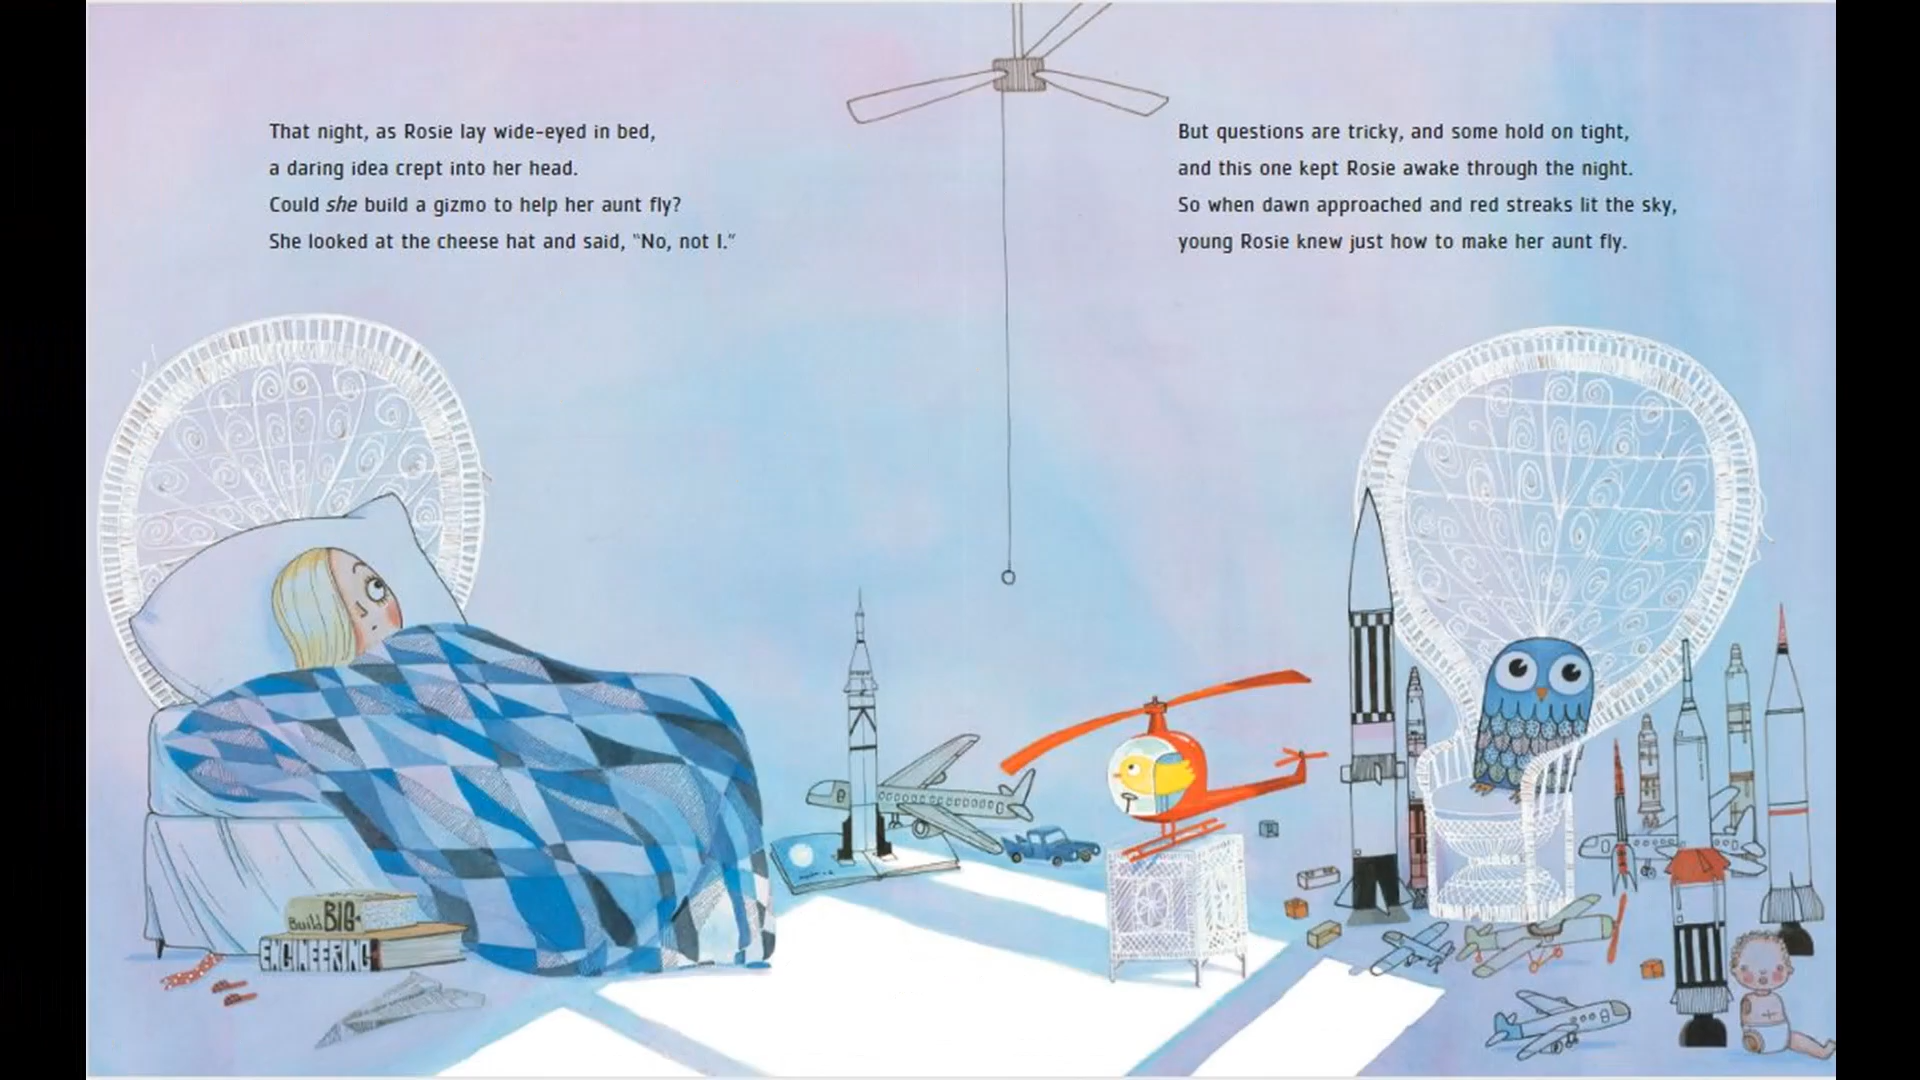 That night, as Rosie lay wide-eyed in bed,
a daring idea crept into her head.
Could she build a gizmo to help her aunt fly?
She looked at the cheese hat and said, “No, not I.”
But questions are tricky, and some hold on tight,
and this one kept Rosie awake through the night.
So when dawn approached and red streaks lit the sky,
young Rosie knew just how to make her aunt fly.
Build BIG
ENGINEERING